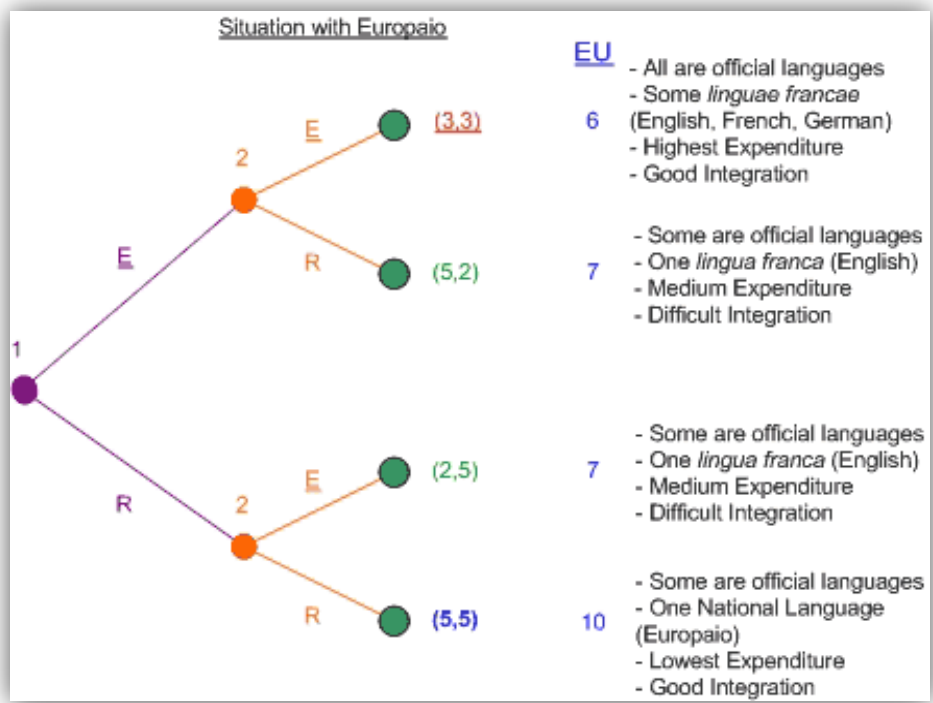 Situation with Europaio
EU
- All are official languages
- Some linguae francae
(English, French, German)
- Highest Expenditure
- Good Integration
E
(3,3)
6
2
E
R
(5,2)
7
- Some are official languages
- One lingua franca (English)
- Medium Expenditure
- Difficult Integration
1
R
2
E
(2,5)
7
- Some are official languages
- One lingua franca (English)
- Medium Expenditure
- Difficult Integration
R
(5,5)
10
- Some are official languages
- One National Language
(Europaio)
- Lowest Expenditure
- Good Integration